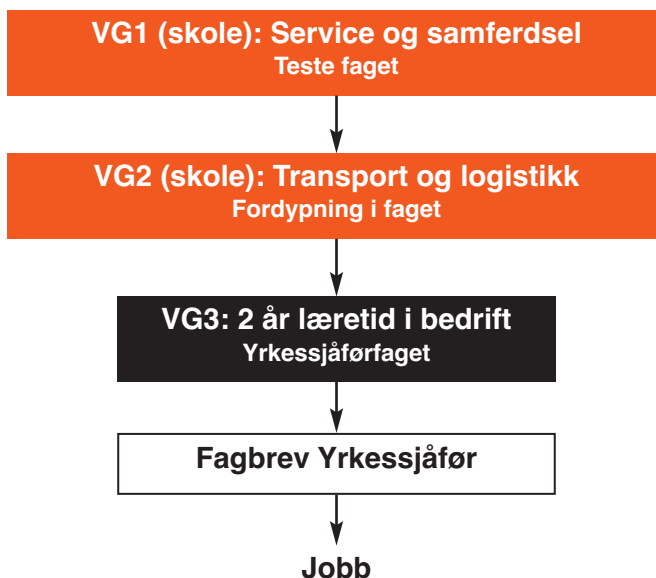 VG1 (skole): Service og samferdsel
Teste faget
VG2 (skole): Transport og logistikk
Fordypning i faget
VG3: 2 år læretid i bedrift
Yrkessjåførfaget
Fagbrev Yrkessjåfør
Jobb